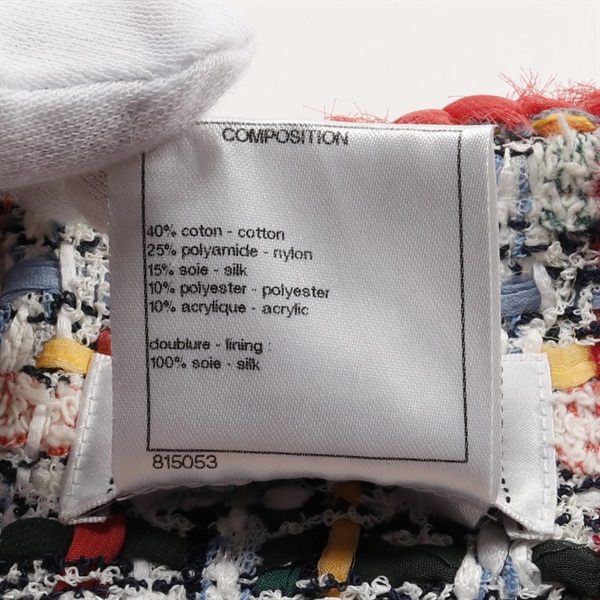 COMPOSITION
40% coton - cotton
25% polyamide - nylon
15% soie - silk
10% polyester - polyester
10% acrylique - acrylic
doublure - lining :
100% soie - silk
815053